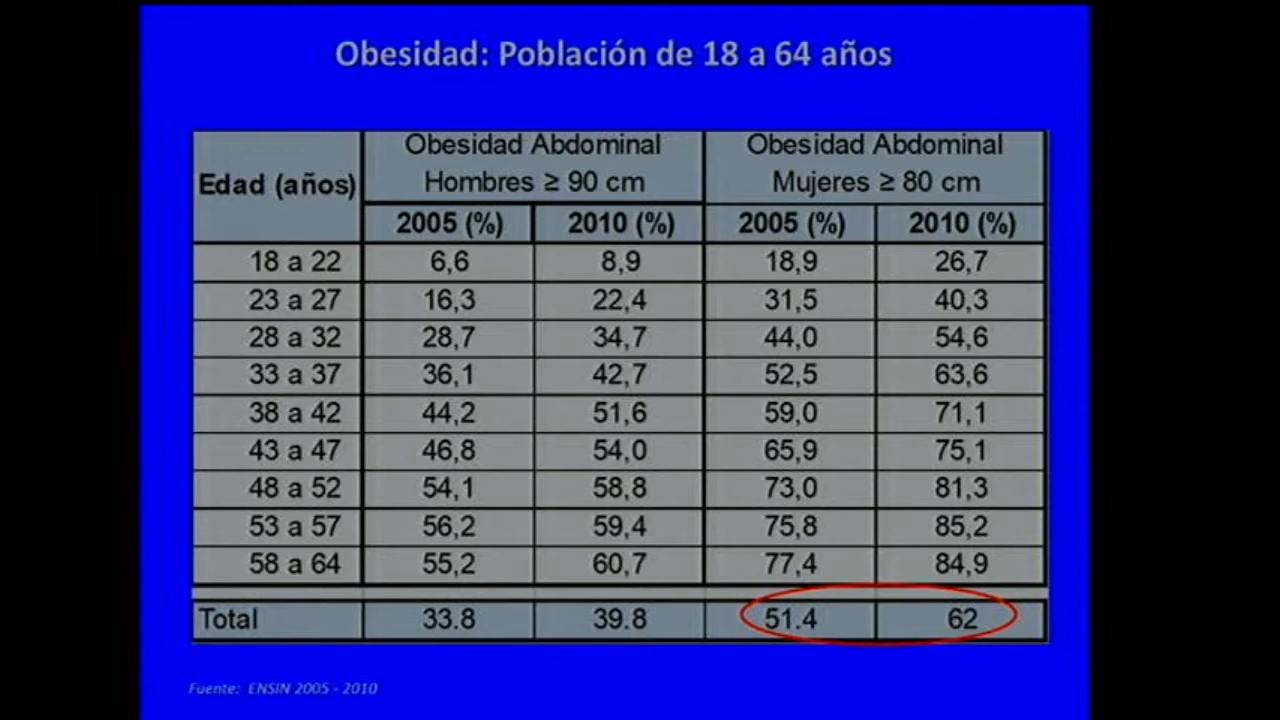 Obesidad: Población de 18 a 64 años
Edad (años)
Obesidad Abdominal
Hombres ≥ 90 cm
Obesidad Abdominal
Mujeres ≥ 80 cm
2005 (%) 2010 (%) 2005 (%) 2010 (%)
18 a 22 6,6 8,9 18,9 26,7
23 a 27 16,3 22,4 31,5 40,3
28 a 32 28,7 34,7 44,0 54,6
33 a 37 36,1 42,7 52,5 63,6
38 a 42 44,2 51,6 59,0 71,1
43 a 47 46,8 54,0 65,9 75,1
48 a 52 54,1 58,8 73,0 81,3
53 a 57 56,2 59,4 75,8 85,2
58 a 64 55,2 60,7 77,4 84,9
Total 33.8 39.8 51.4 62
Fuente: ENSIN 2005 - 2010